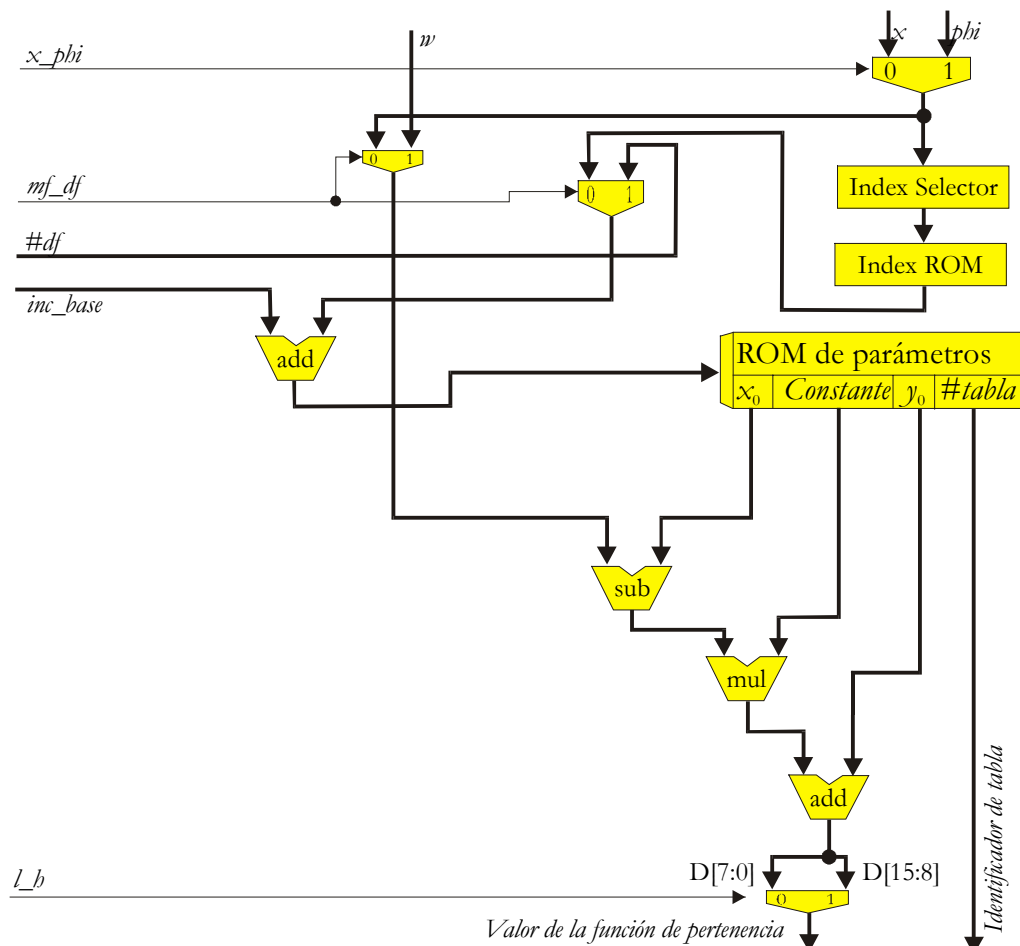 x phi
w
x_phi
0 1
0 1
mf_df
0 1
Index Selector
#df
Index ROM
inc_base
add
ROM de parámetros
x₀ Constante y₀ #tabla
sub
mul
add
Identificador de tabla
D[7:0] D[15:8]
l_h
0 1
Valor de la función de pertenencia